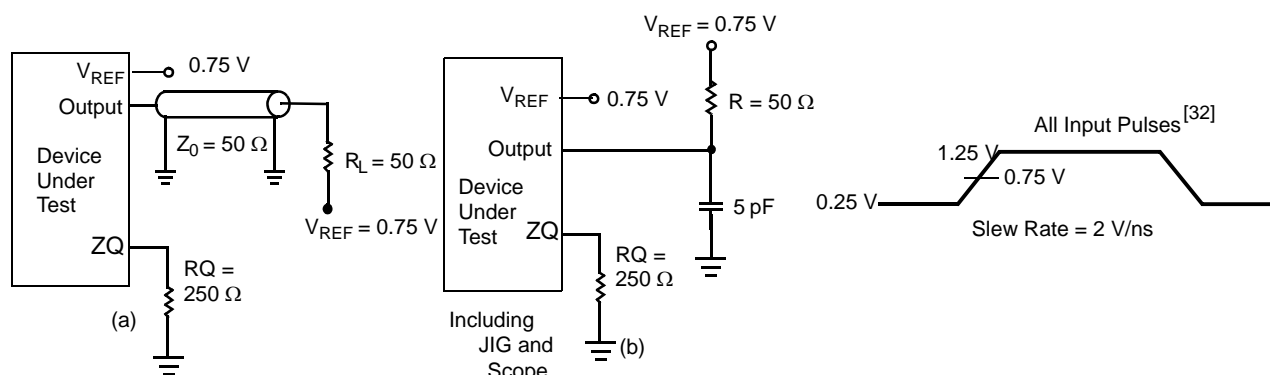 V_REF
0.75 V
Output
Z_0 = 50 Ω
Device
Under
Test
R_L = 50 Ω
V_REF = 0.75 V
ZQ
RQ =
250 Ω
(a)
V_REF = 0.75 V
V_REF
0.75 V
R = 50 Ω
Output
Device
Under
Test
ZQ
5 pF
RQ =
250 Ω
Including
JIG and
Scope
(b)
All Input Pulses[32]
1.25 V
0.75 V
0.25 V
Slew Rate = 2 V/ns